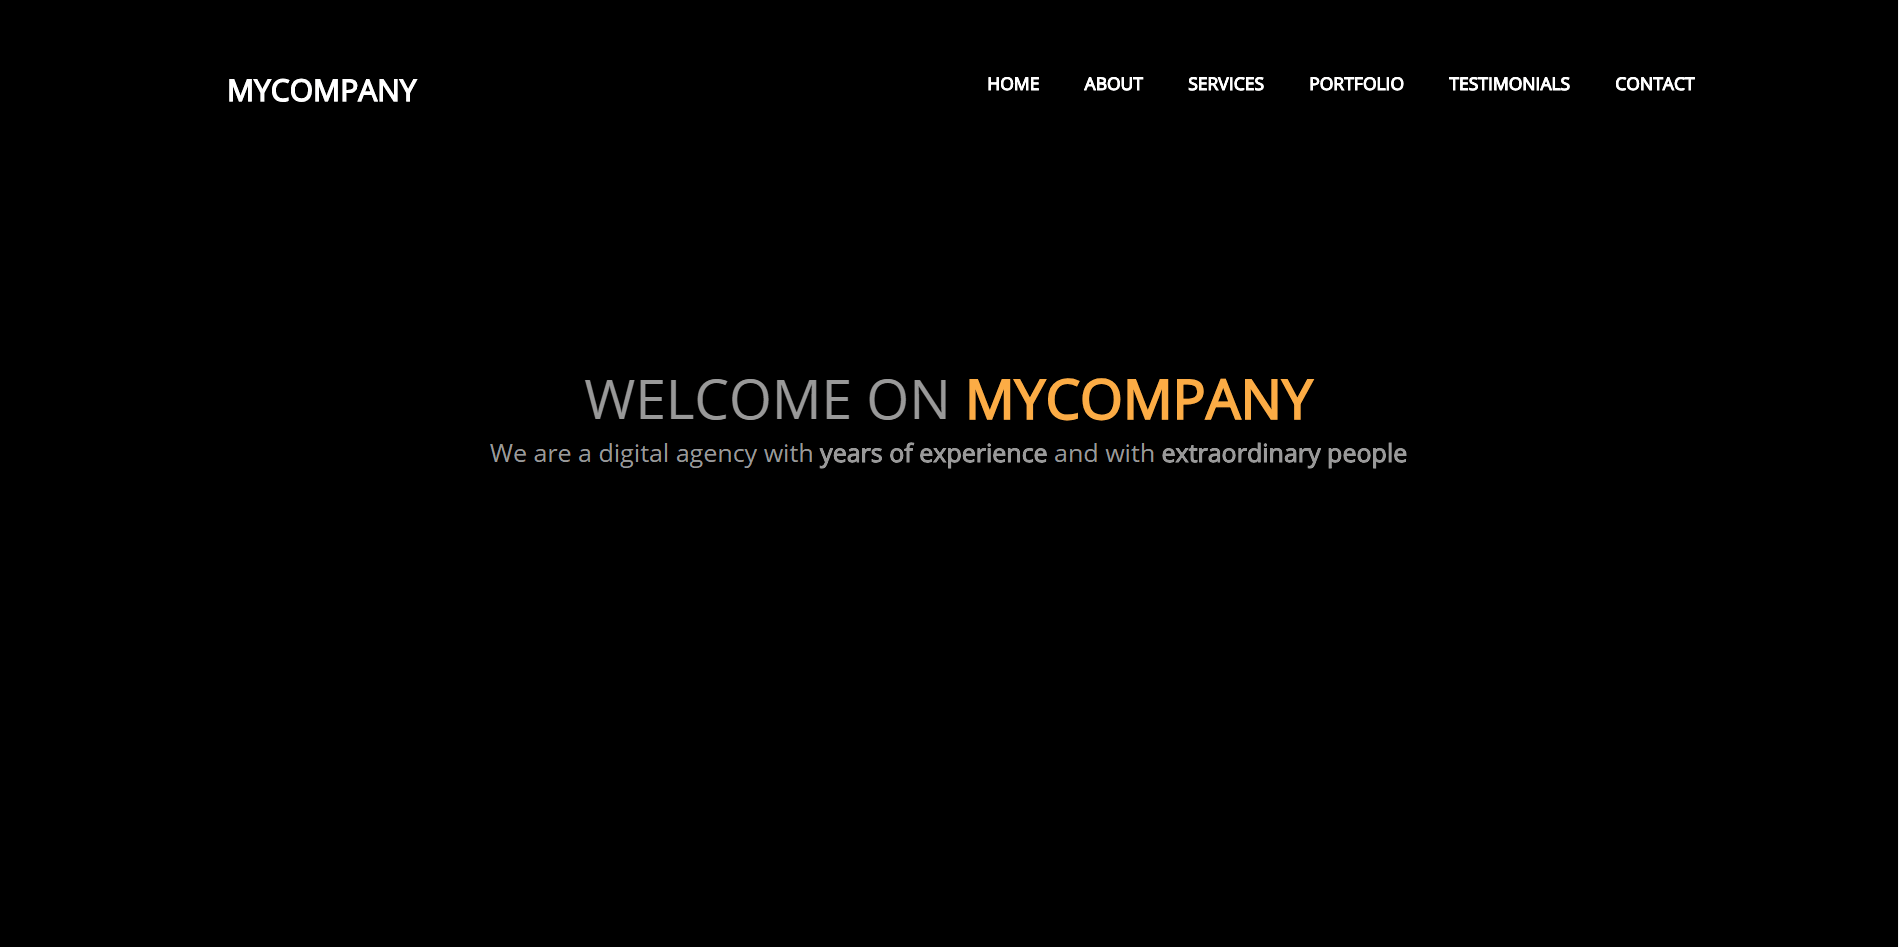 MYCOMPANY
HOME ABOUT SERVICES PORTFOLIO TESTIMONIALS CONTACT
WELCOME ON MYCOMPANY
We are a digital agency with years of experience and with extraordinary people